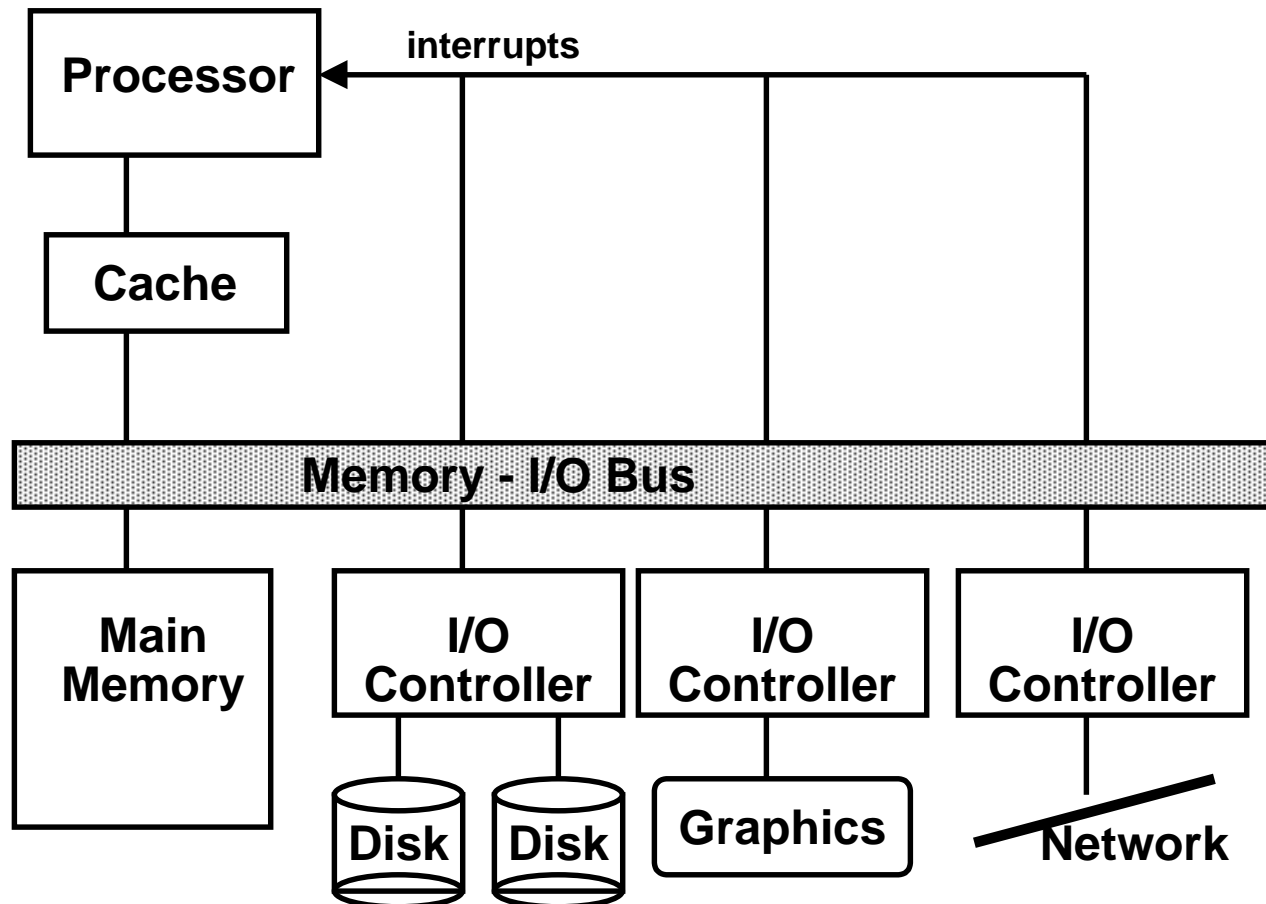 interrupts
Processor
Cache
Memory - I/O Bus
Main
Memory
I/O
Controller
I/O
Controller
I/O
Controller
Disk
Disk
Graphics
Network